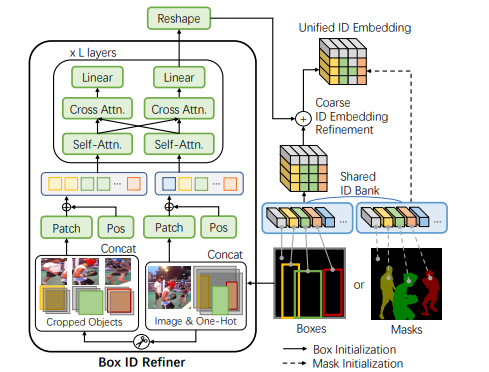 Reshape
Unified ID Embedding
x L layers
Linear
Linear
Cross Attn.
Cross Attn.
Self-Attn.
Self-Attn.
+
Coarse
ID Embedding
Refinement
Shared
ID Bank
...
...
...
...
Patch
Pos
Patch
Pos
Concat
Concat
Cropped Objects
Image & One-Hot
Box ID Refiner
Boxes
or
Masks
Box Initialization
Mask Initialization